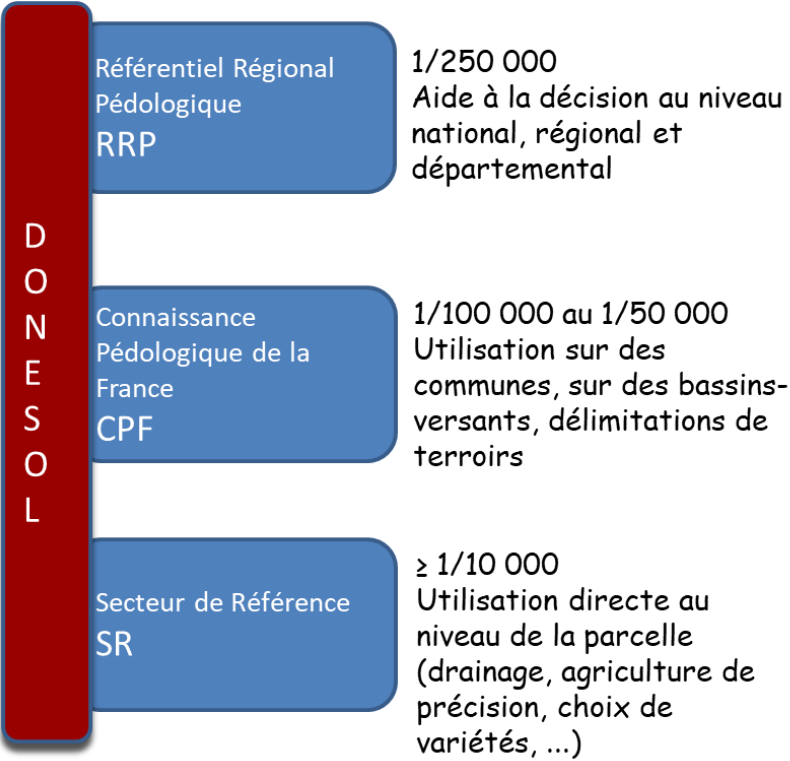 DONESOL
Référentiel Régional
Pédologique
RRP
1/250 000
Aide à la décision au niveau
national, régional et
départemental
Connaissance
Pédologique de la
France
CPF
1/100 000 au 1/50 000
Utilisation sur des
communes, sur des bassins-
versants, délimitations de
terroirs
Secteur de Référence
SR
≥ 1/10 000
Utilisation directe au
niveau de la parcelle
(drainage, agriculture de
précision, choix de
variétés, ...)